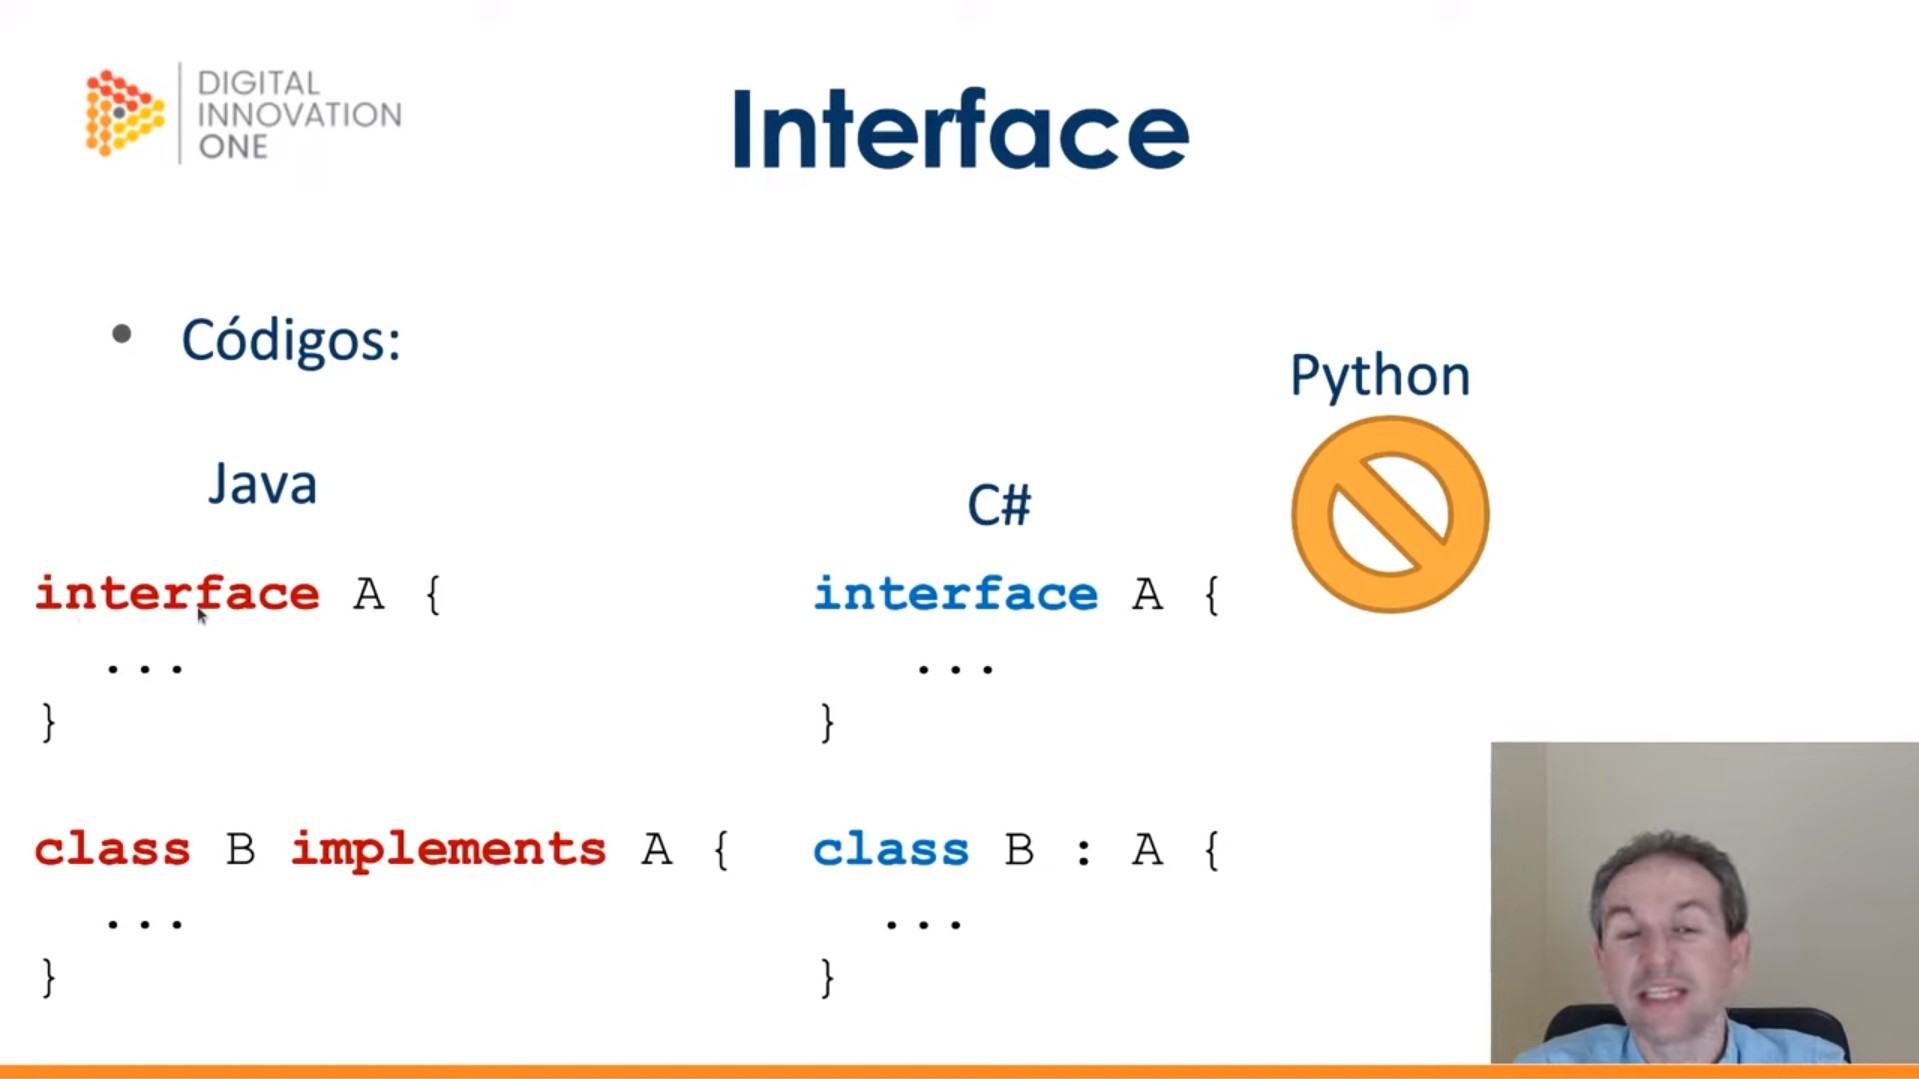 DIGITAL
INNOVATION
ONE
Interface
• Códigos:
Python
Java
C#
interface A {
...
}
class B implements A {
...
}
interface A {
...
}
class B : A {
...
}